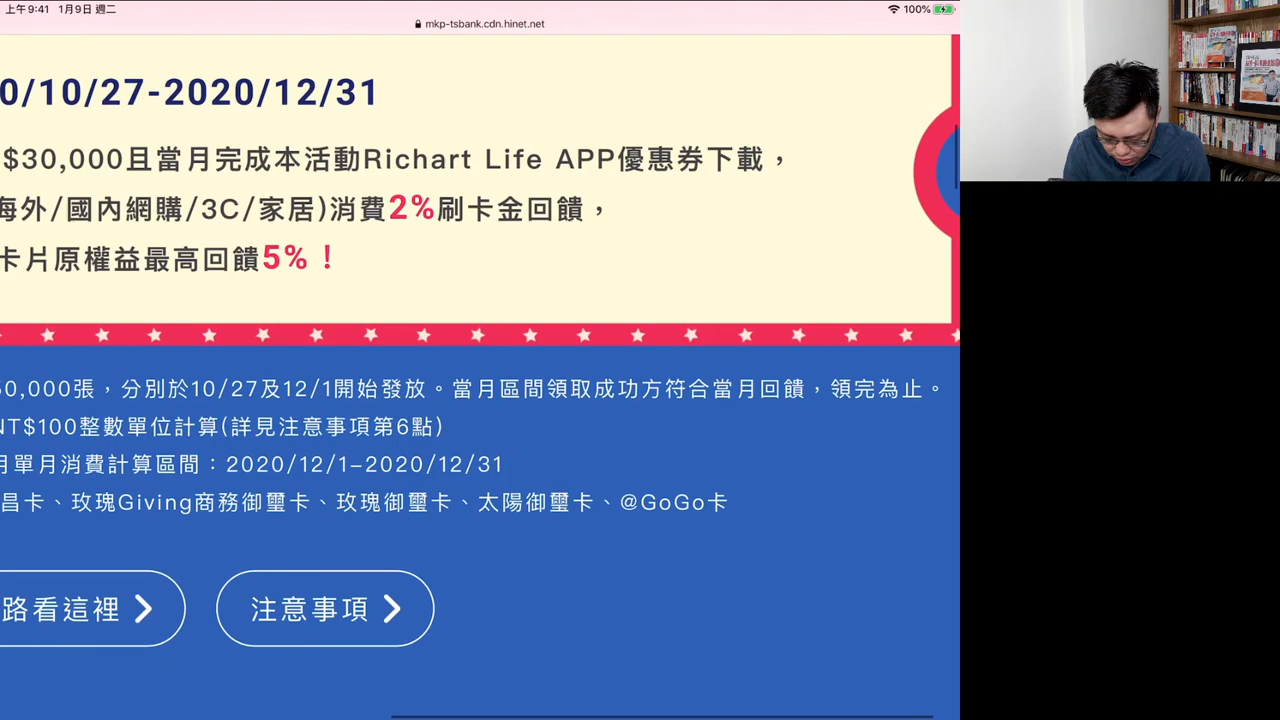 上午9:41 1月9日 週二
100%
mkp-tsbank.cdn.hinet.net
0/10/27-2020/12/31
$30,000且當月完成本活動Richart Life APP優惠券下載，
海外/國內網購/3C/家居)消費2%刷卡金回饋，
卡片原權益最高回饋5%！
50,000張，分別於10/27及12/1開始發放。當月區間領取成功方符合當月回饋，領完為止。
NT$100整數單位計算(詳見注意事項第6點)
月單月消費計算區間：2020/12/1–2020/12/31
昌卡、玫瑰Giving商務御璽卡、玫瑰御璽卡、太陽御璽卡、@GoGo卡
路看這裡
注意事項